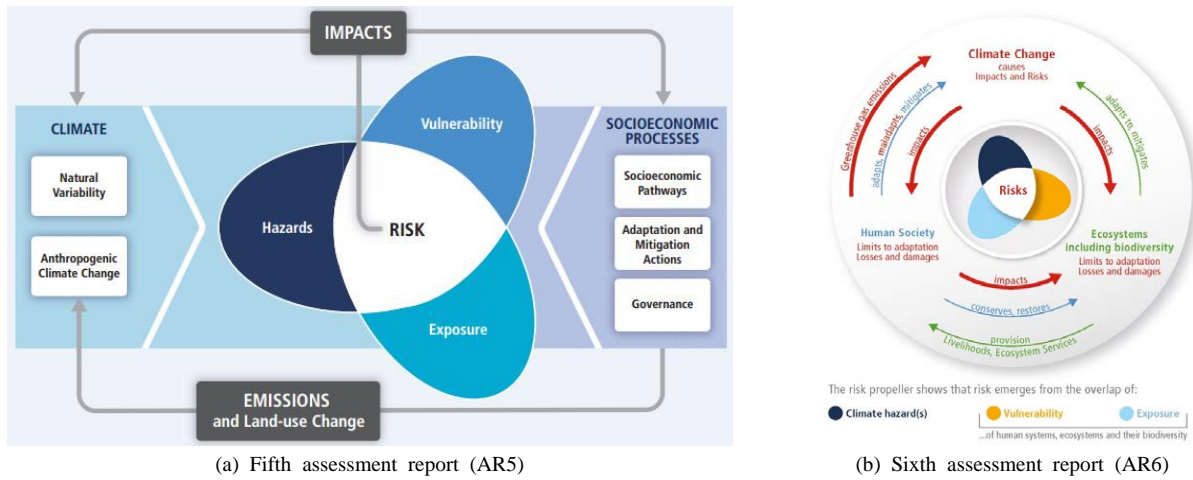 IMPACTS
CLIMATE
Natural
Variability
Anthropogenic
Climate Change
Vulnerability
Hazards
RISK
Exposure
SOCIOECONOMIC
PROCESSES
Socioeconomic
Pathways
Adaptation and
Mitigation
Actions
Governance
EMISSIONS
and Land-use Change
(a) Fifth assessment report (AR5)
Climate Change
causes
Impacts and Risks
Greenhouse gas emissions
adapts, maladapts, mitigates
impacts
impacts
adapts to, mitigates
Risks
Human Society
Limits to adaptation
Losses and damages
Ecosystems
including biodiversity
Limits to adaptation
Losses and damages
impacts
conserves, restores
provision
Livelihoods, Ecosystem Services
The risk propeller shows that risk emerges from the overlap of:
Climate hazard(s)
Vulnerability
Exposure
...of human systems, ecosystems and their biodiversity
(b) Sixth assessment report (AR6)